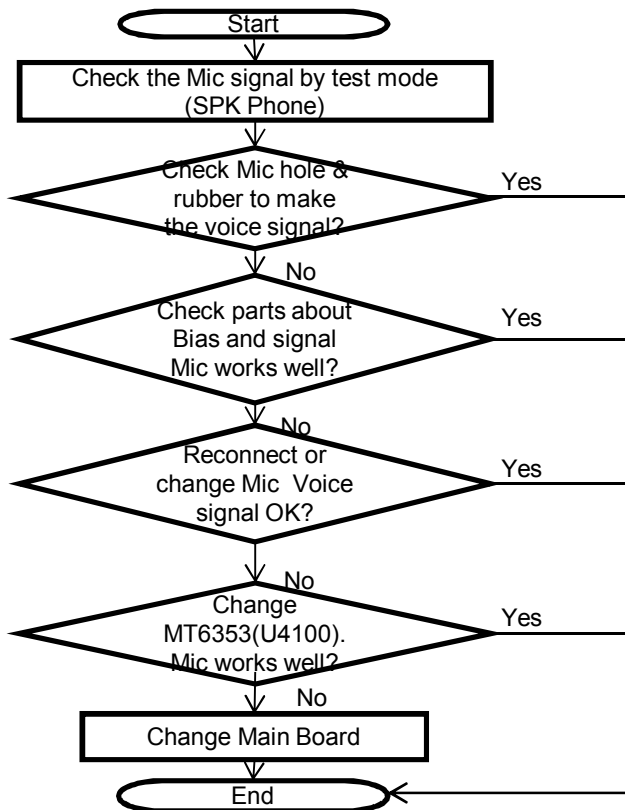 Start
Check the Mic signal by test mode
(SPK Phone)
Check Mic hole &
rubber to make
the voice signal?
Yes
No
Check parts about
Bias and signal
Mic works well?
Yes
No
Reconnect or
change Mic Voice
signal OK?
Yes
No
Change
MT6353(U4100).
Mic works well?
Yes
No
Change Main Board
End